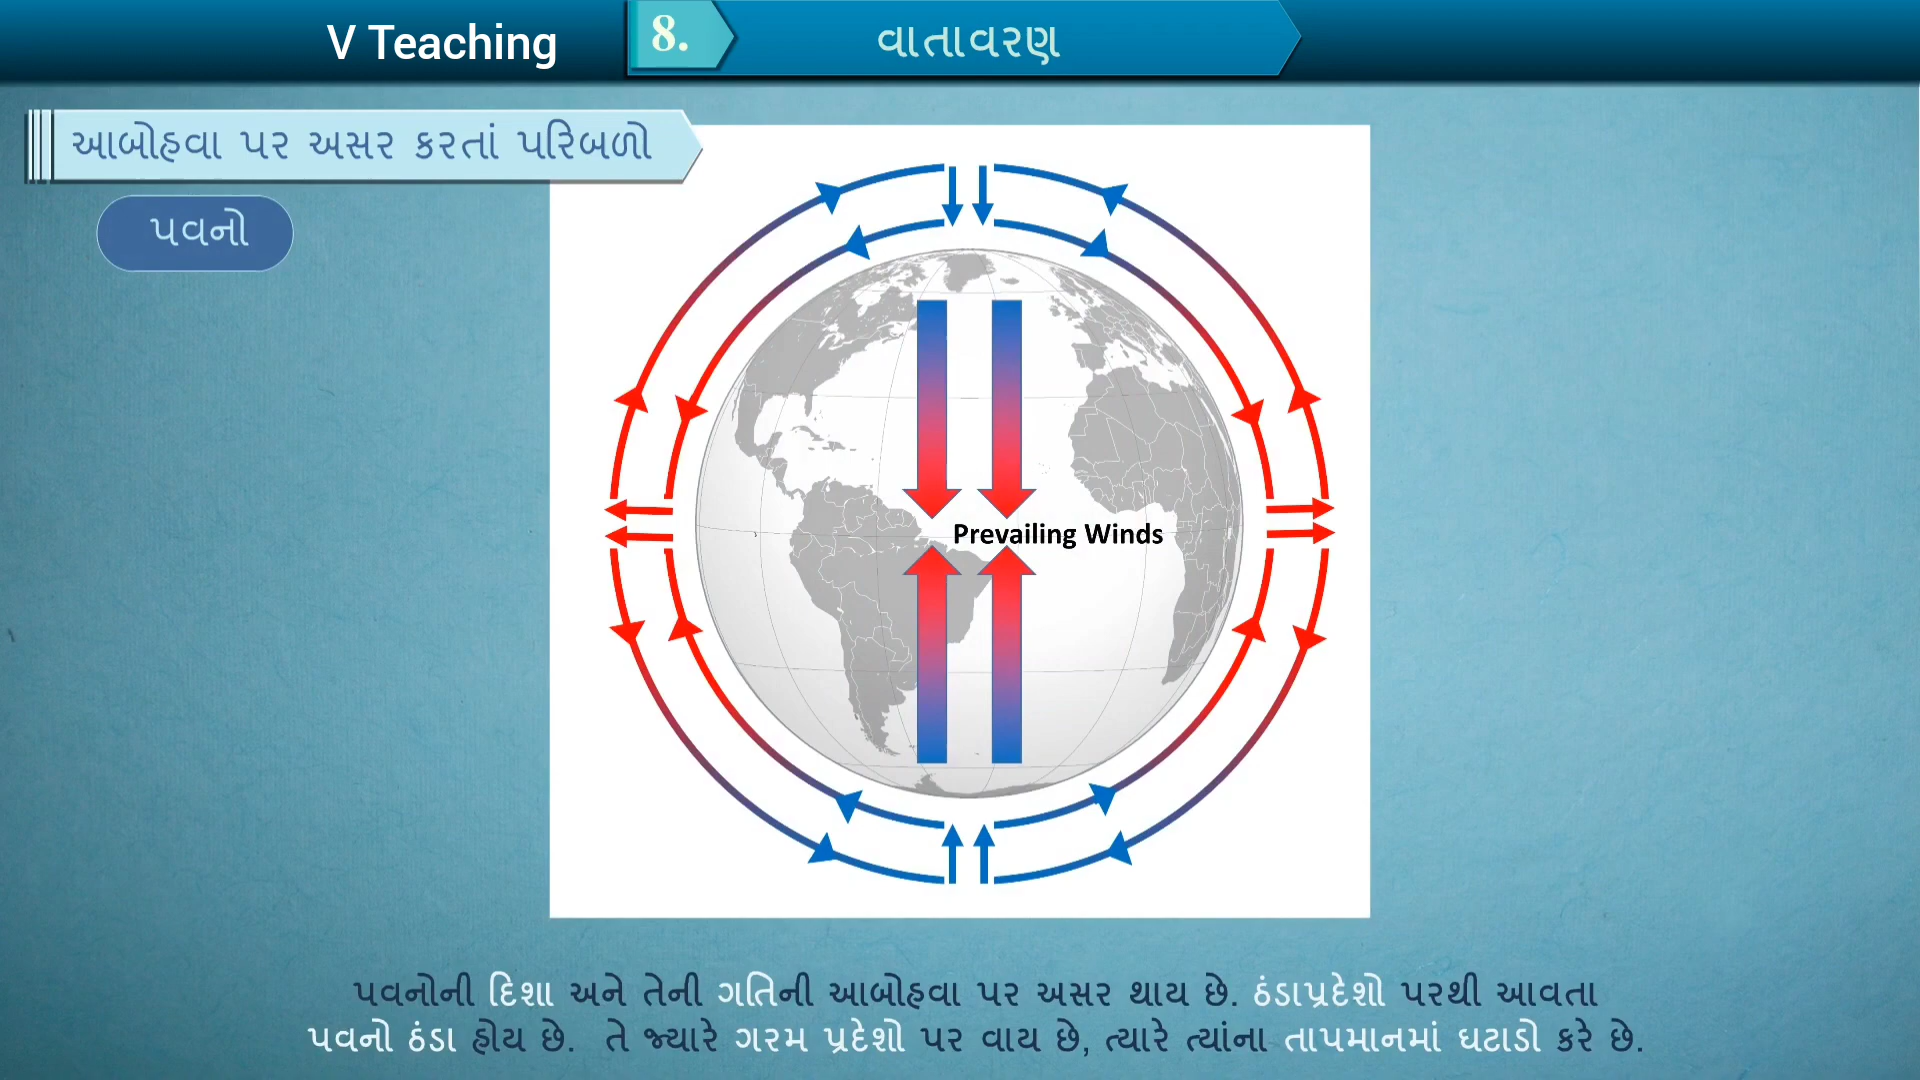 V Teaching
8.
વાતાવરણ
આબોહવા પર અસર કરતાં પરિબળો
પવનો
Prevailing Winds
પવનોની દિશા અને તેની ગતિની આબોહવા પર અસર થાય છે. ઠંડાપ્રદેશો પરથી આવતા
પવનો ઠંડા હોય છે. તે જ્યારે ગરમ પ્રદેશો પર વાય છે, ત્યારે ત્યાંના તાપમાનમાં ઘટાડો કરે છે.